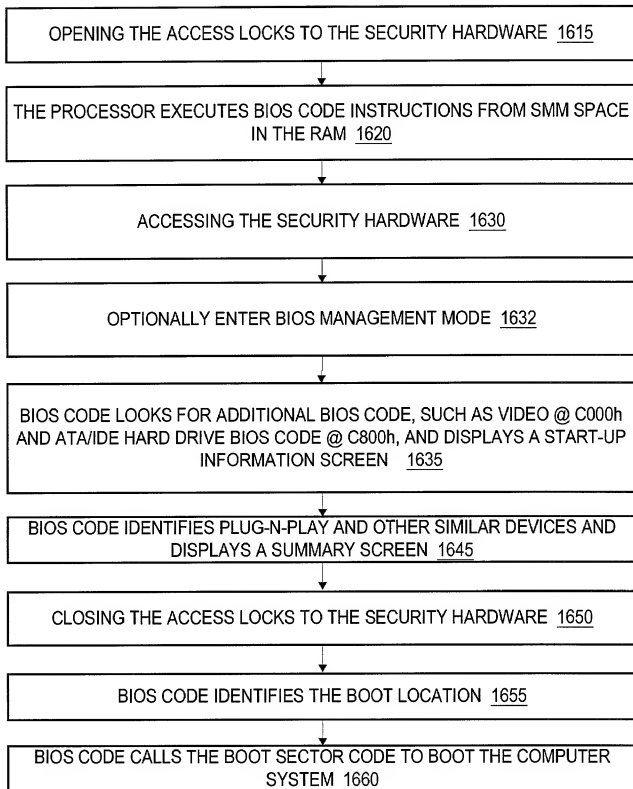 OPENING THE ACCESS LOCKS TO THE SECURITY HARDWARE 1615
THE PROCESSOR EXECUTES BIOS CODE INSTRUCTIONS FROM SMM SPACE
IN THE RAM 1620
ACCESSING THE SECURITY HARDWARE 1630
OPTIONALLY ENTER BIOS MANAGEMENT MODE 1632
BIOS CODE LOOKS FOR ADDITIONAL BIOS CODE, SUCH AS VIDEO @ C000h
AND ATA/IDE HARD DRIVE BIOS CODE @ C800h, AND DISPLAYS A START-UP
INFORMATION SCREEN 1635
BIOS CODE IDENTIFIES PLUG-N-PLAY AND OTHER SIMILAR DEVICES AND
DISPLAYS A SUMMARY SCREEN 1645
CLOSING THE ACCESS LOCKS TO THE SECURITY HARDWARE 1650
BIOS CODE IDENTIFIES THE BOOT LOCATION 1655
BIOS CODE CALLS THE BOOT SECTOR CODE TO BOOT THE COMPUTER
SYSTEM 1660